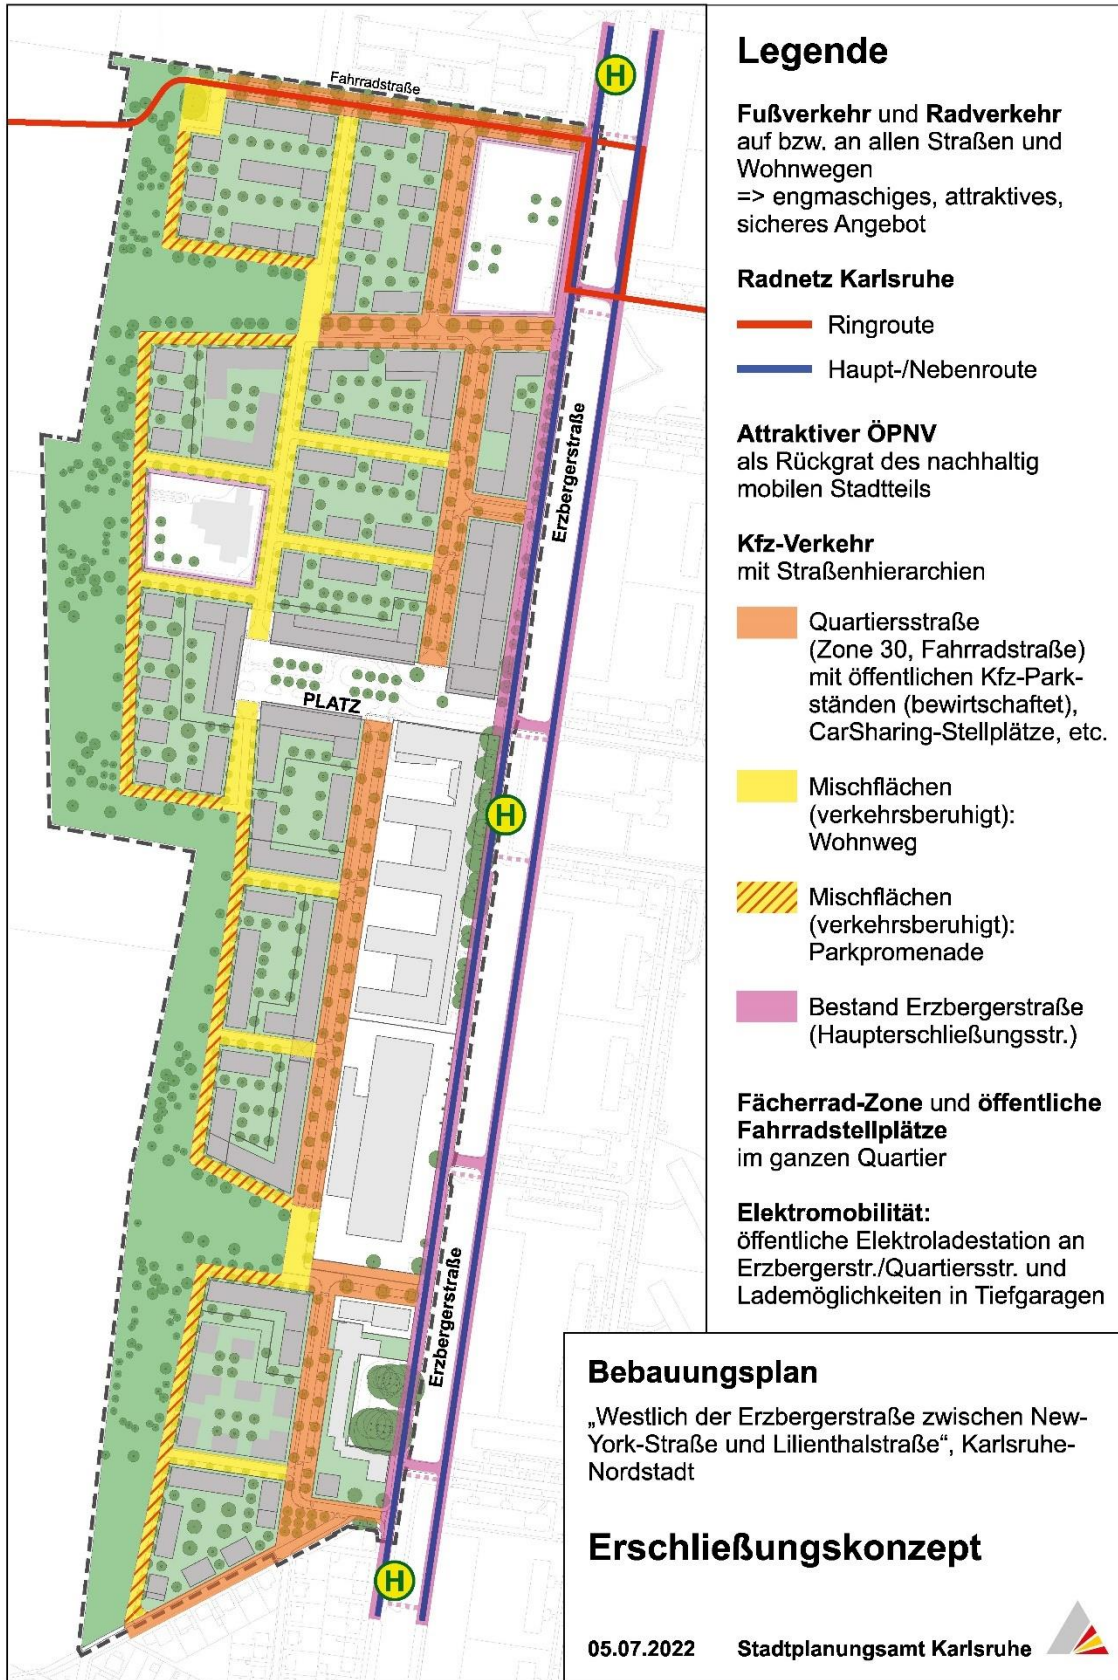 Fahrradstraße
H
Erzbergerstraße
PLATZ
H
Erzbergerstraße
H
Legende
Fußverkehr und Radverkehr
auf bzw. an allen Straßen und
Wohnwegen
=> engmaschiges, attraktives,
sicheres Angebot
Radnetz Karlsruhe
Ringroute
Haupt-/Nebenroute
Attraktiver ÖPNV
als Rückgrat des nachhaltig
mobilen Stadtteils
Kfz-Verkehr
mit Straßenhierarchien
Quartiersstraße
(Zone 30, Fahrradstraße)
mit öffentlichen Kfz-Park-
ständen (bewirtschaftet),
CarSharing-Stellplätze, etc.
Mischflächen
(verkehrsberuhigt):
Wohnweg
Mischflächen
(verkehrsberuhigt):
Parkpromenade
Bestand Erzbergerstraße
(Haupterschließungsstr.)
Fächerrad-Zone und öffentliche
Fahrradstellplätze
im ganzen Quartier
Elektromobilität:
öffentliche Elektroladestation an
Erzbergerstr./Quartiersstr. und
Lademöglichkeiten in Tiefgaragen
Bebauungsplan
„Westlich der Erzbergerstraße zwischen New-
York-Straße und Lilienthalstraße“, Karlsruhe-
Nordstadt
Erschließungskonzept
05.07.2022 Stadtplanungsamt Karlsruhe